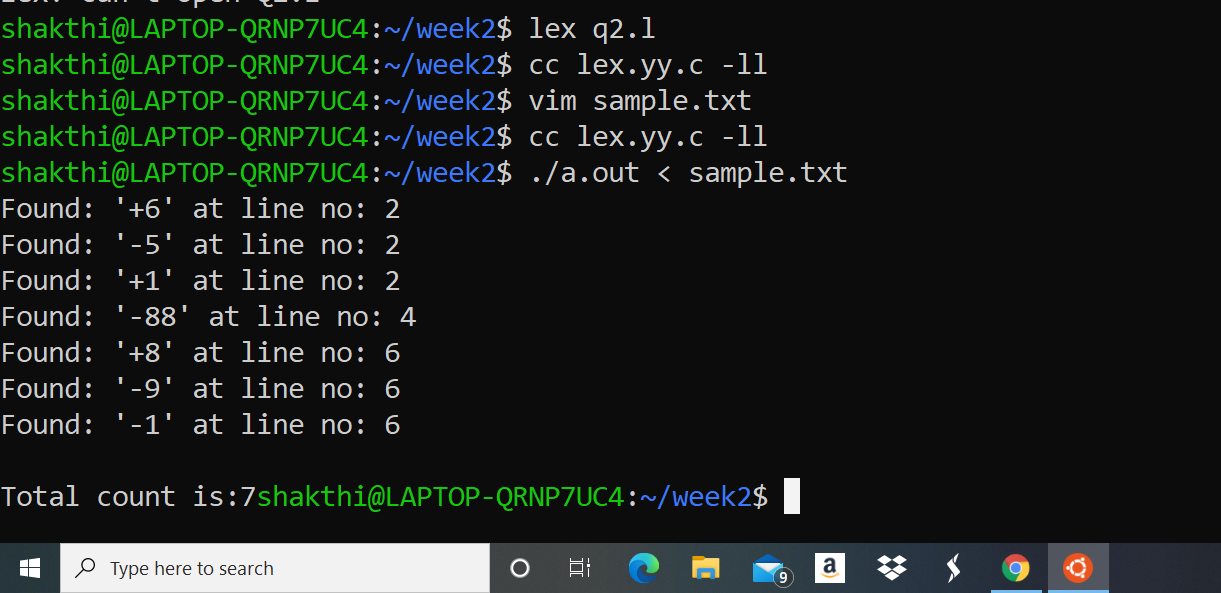 shakthi@LAPTOP-QRNP7UC4:~/week2$ lex q2.l
shakthi@LAPTOP-QRNP7UC4:~/week2$ cc lex.yy.c -ll
shakthi@LAPTOP-QRNP7UC4:~/week2$ vim sample.txt
shakthi@LAPTOP-QRNP7UC4:~/week2$ cc lex.yy.c -ll
shakthi@LAPTOP-QRNP7UC4:~/week2$ ./a.out < sample.txt
Found: '+6' at line no: 2
Found: '-5' at line no: 2
Found: '+1' at line no: 2
Found: '-88' at line no: 4
Found: '+8' at line no: 6
Found: '-9' at line no: 6
Found: '-1' at line no: 6
Total count is:7shakthi@LAPTOP-QRNP7UC4:~/week2$
Type here to search
9
a